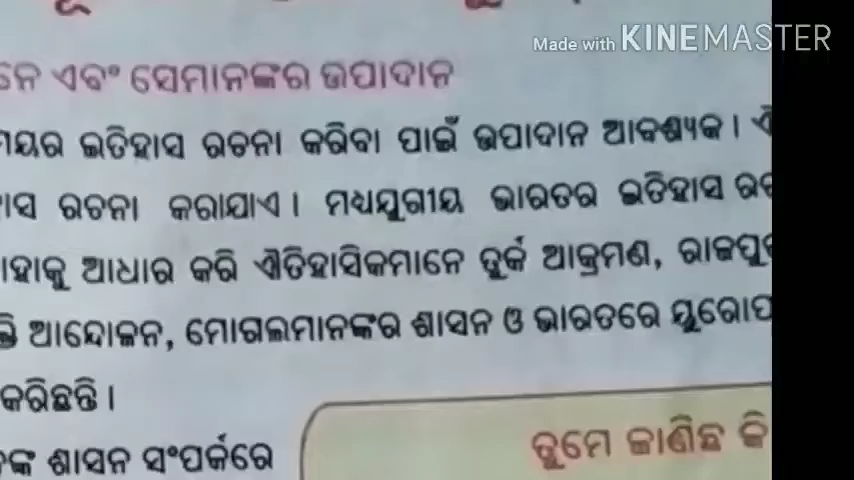 Made with KINEMASTER
ଏବଂ ସେମାନଙ୍କର ଉପାଦାନ
ଇତିହାସ ରଚନା କରିବା ପାଇଁ ଉପାଦାନ ଆବଶ୍ୟକ ।
ରଚନା କରାଯାଏ । ମଧ୍ୟଯୁଗୀୟ ଭାରତର ଇତିହାସ
ଆଧାର କରି ଐତିହାସିକମାନେ ତୁର୍କ ଆକ୍ରମଣ,
ଆନ୍ଦୋଳନ, ମୋଗଲମାନଙ୍କର ଶାସନ ଓ ଭାରତରେ
କରିଛନ୍ତି ।
ଶାସନ ସଂପର୍କରେ
ତୁମେ ଜାଣିଛ କି